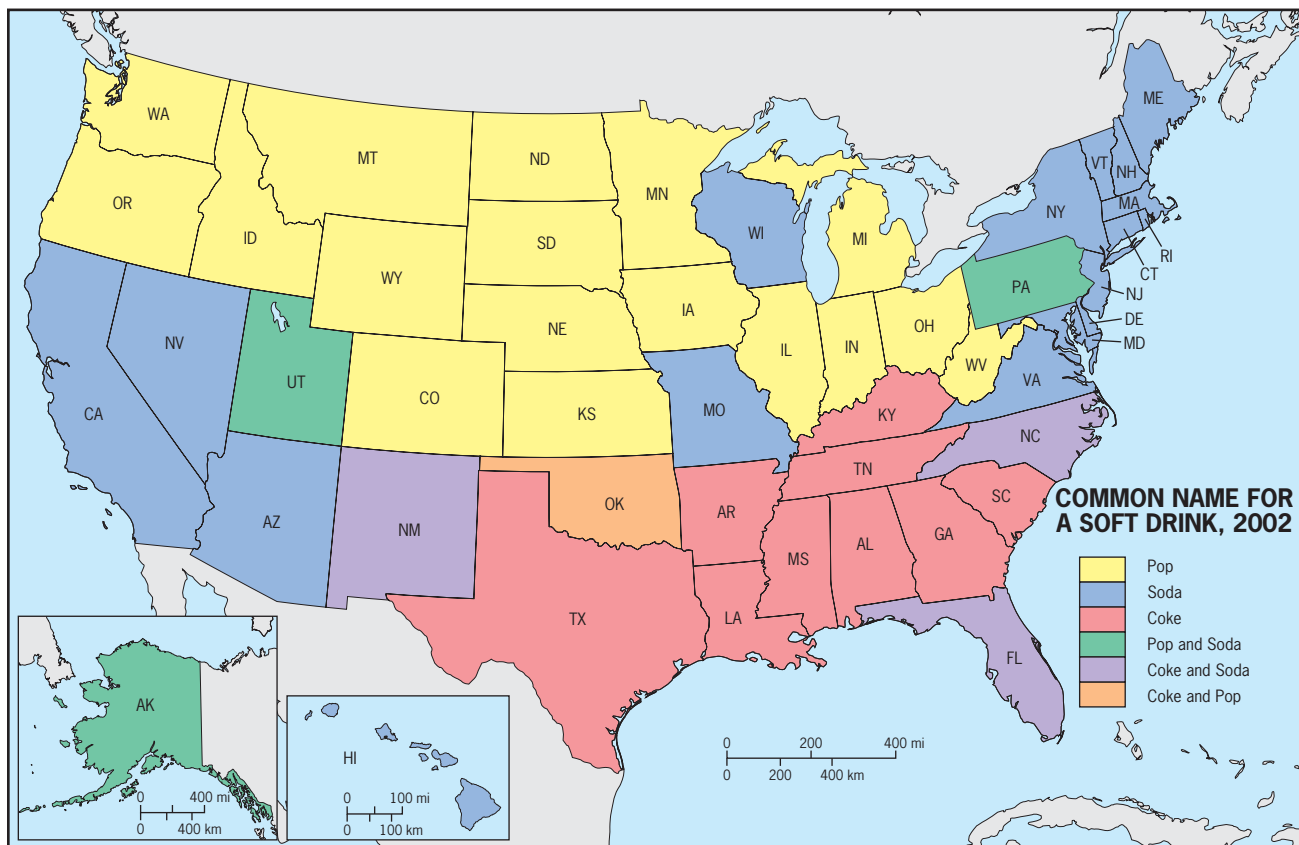 WA
MT
ND
MN
ME
VT
NH
OR
ID
SD
WI
MI
NY
MA
RI
CT
WY
IA
PA
NJ
NE
OH
DE
MD
NV
UT
CO
IL
IN
WV
VA
CA
KS
MO
KY
NC
TN
AZ
NM
OK
AR
SC
MS
AL
GA
TX
LA
FL
COMMON NAME FOR
A SOFT DRINK, 2002
Pop
Soda
Coke
Pop and Soda
Coke and Soda
Coke and Pop
AK
0 400 mi
0 400 km
HI
0 100 mi
0 100 km
0 200 400 mi
0 200 400 km